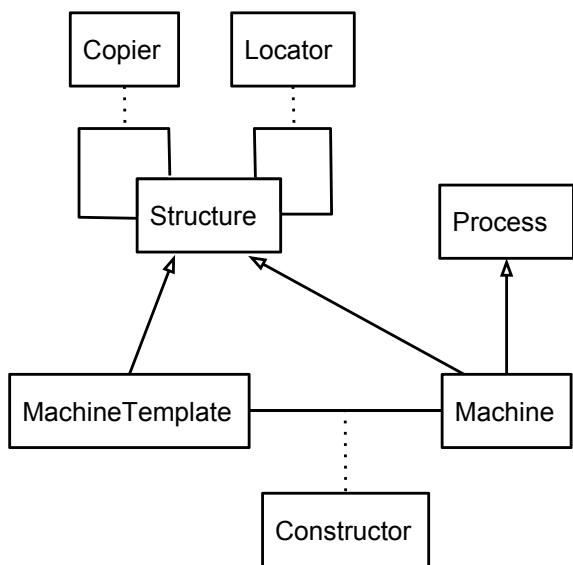 Copier
Locator
Structure
Process
MachineTemplate
Machine
Constructor